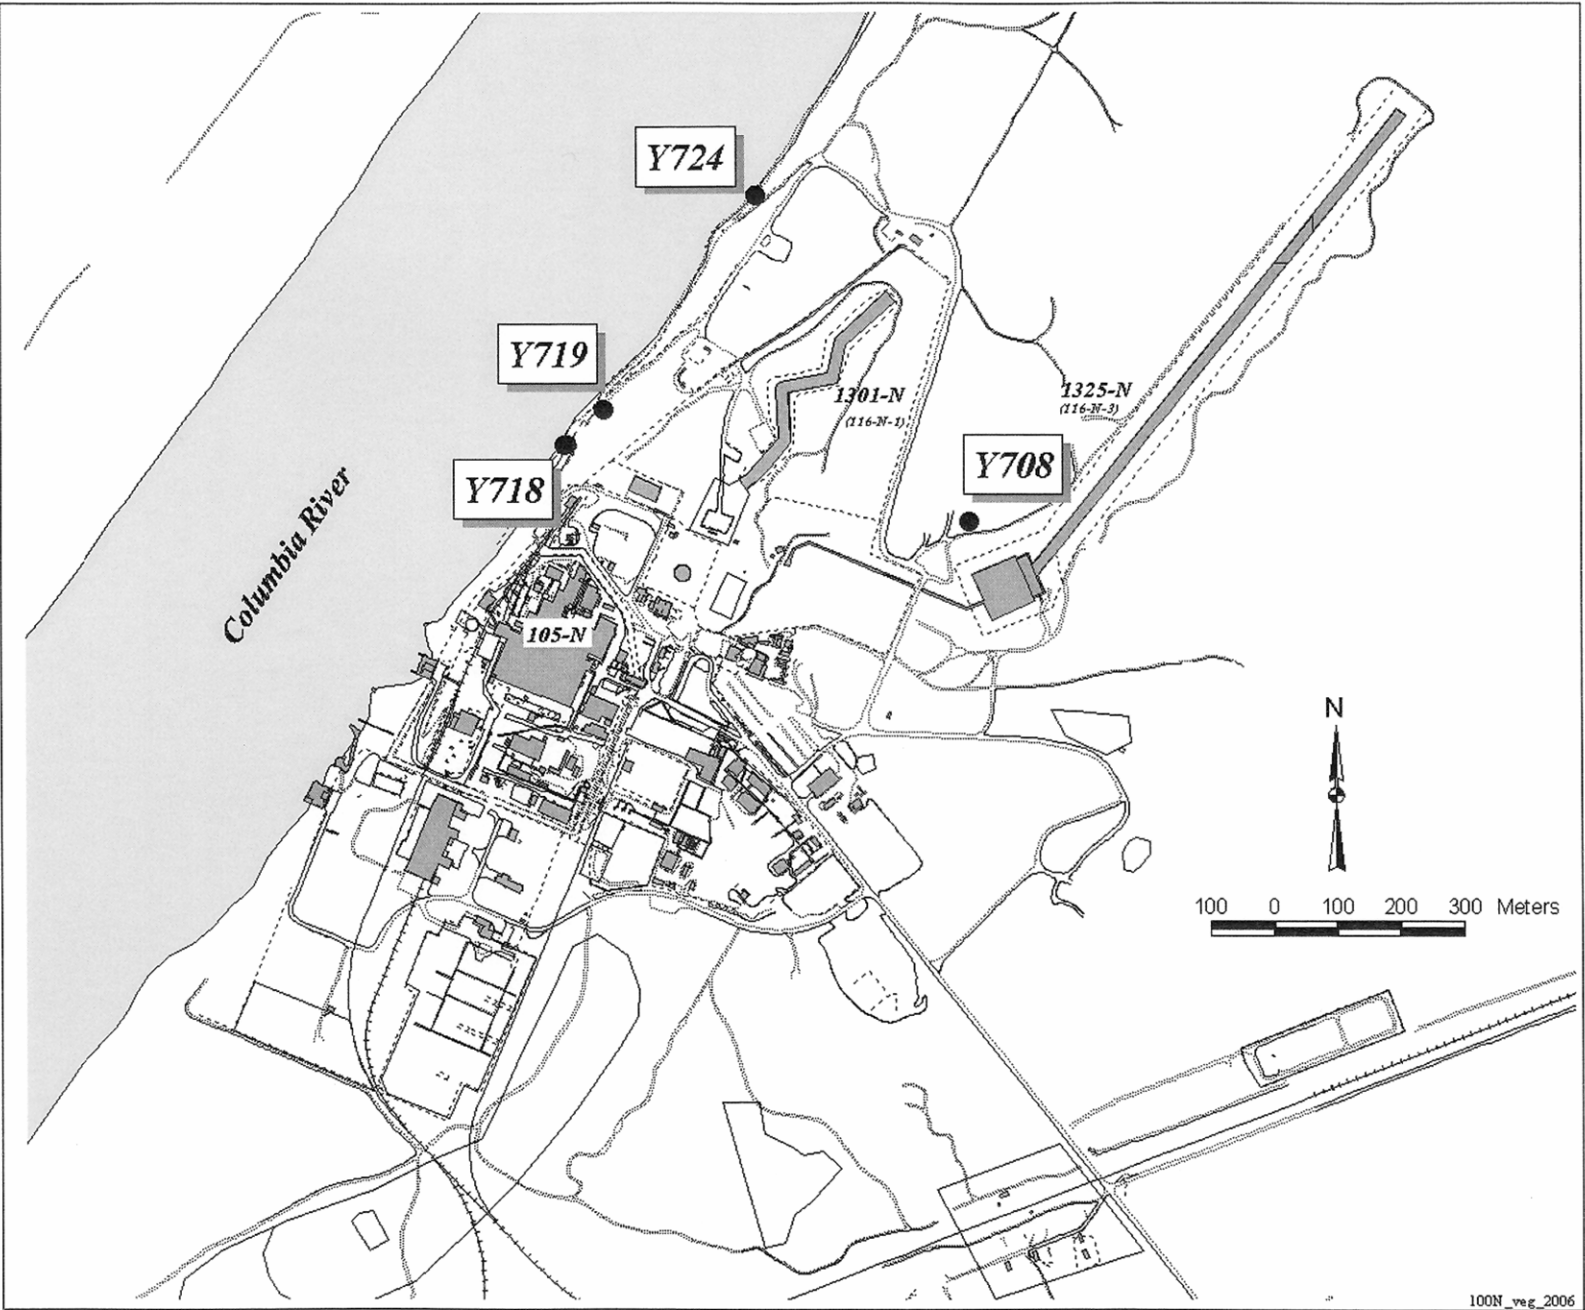 Y724
Y719
1301-N
(116-N-1)
1325-N
(116-N-3)
Y708
Y718
Columbia River
105-N
N
100 0 100 200 300 Meters
100N_veg_2006